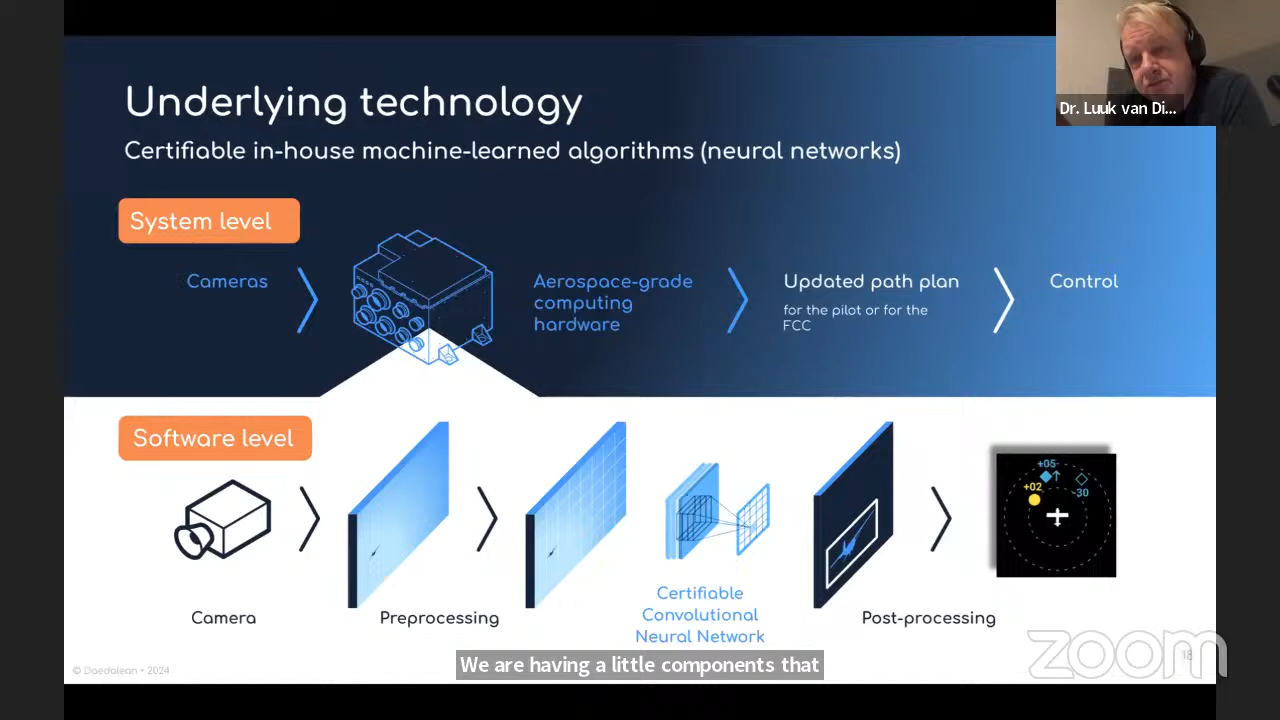 Underlying technology
Certifiable in-house machine-learned algorithms (neural networks)
Dr. Luuk van Di...
System level
Cameras
Aerospace-grade
computing
hardware
Updated path plan
for the pilot or for the
FCC
Control
Software level
+05
+02
-30
Camera
Preprocessing
Certifiable
Convolutional
Neural Network
Post-processing
We are having a little components that
© Daedalean • 2024
zoom
18